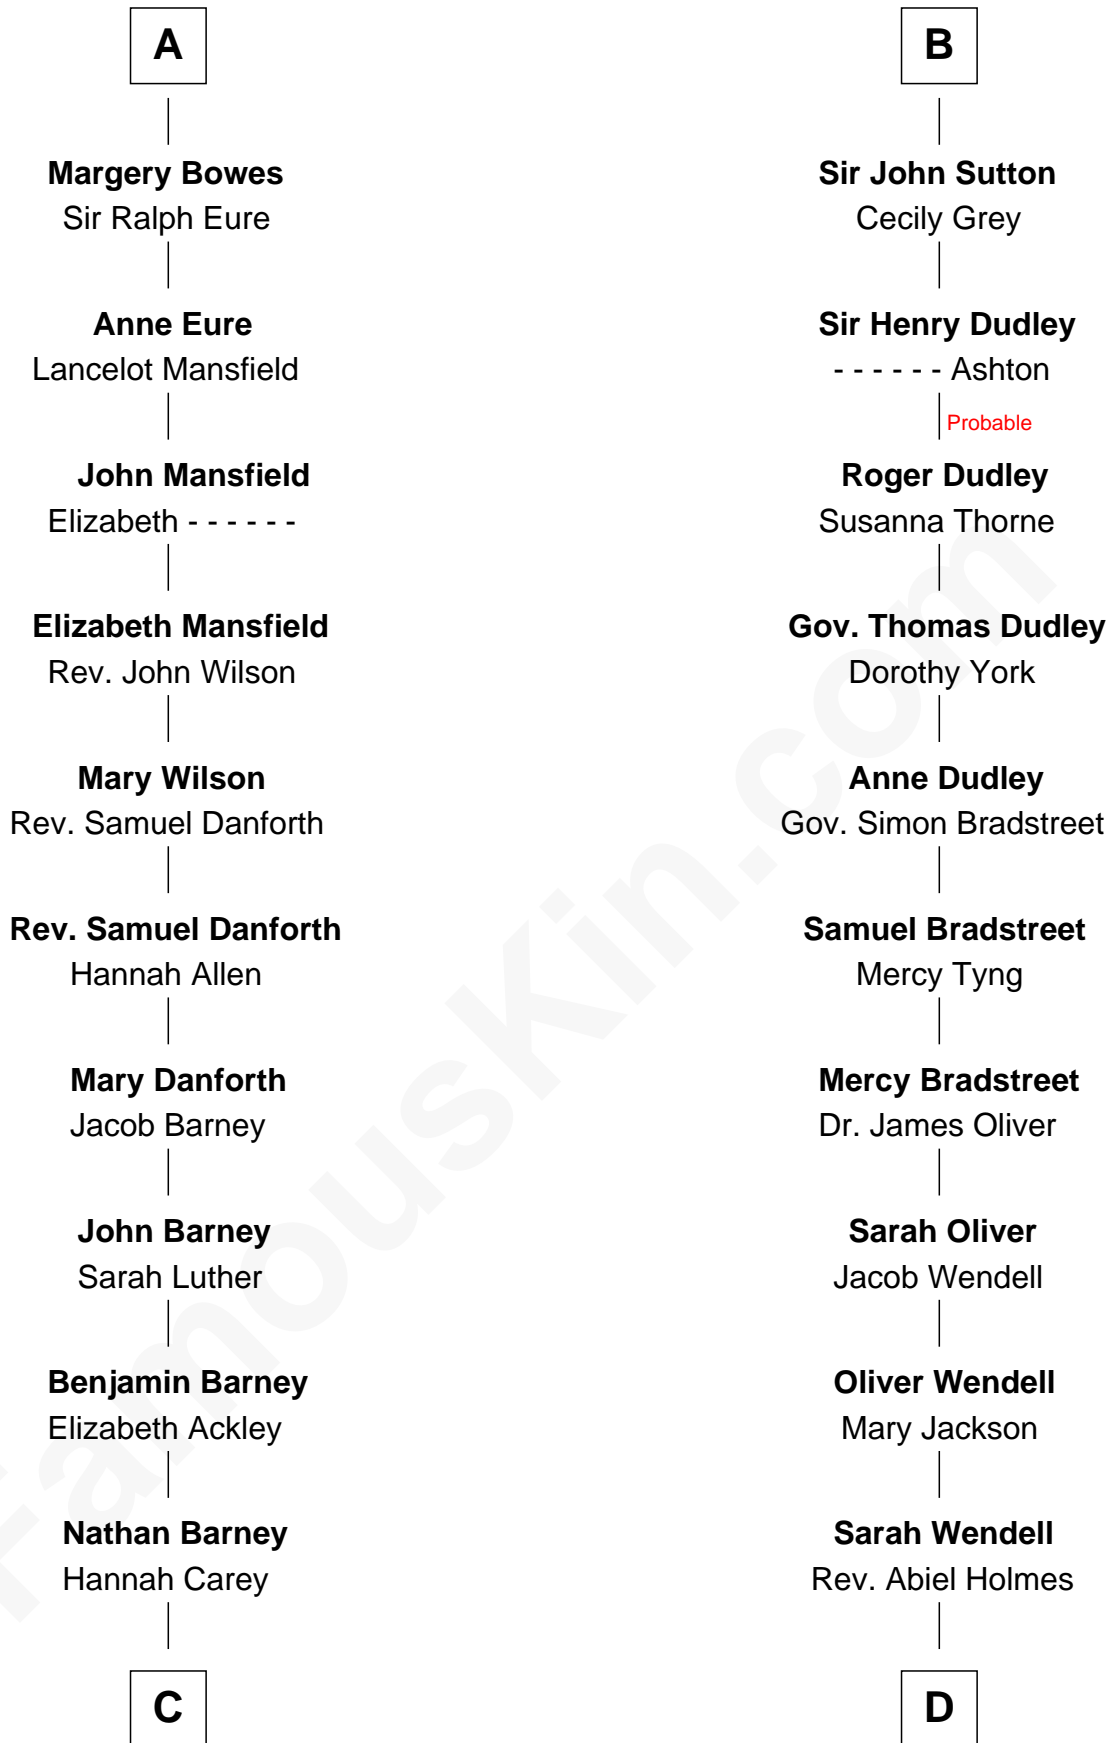 A
Margery Bowes
Sir Ralph Eure
Anne Eure
Lancelot Mansfield
John Mansfield
Elizabeth - - - - - -
Elizabeth Mansfield
Rev. John Wilson
Mary Wilson
Rev. Samuel Danforth
Rev. Samuel Danforth
Hannah Allen
Mary Danforth
Jacob Barney
John Barney
Sarah Luther
Benjamin Barney
Elizabeth Ackley
Nathan Barney
Hannah Carey
C
B
Sir John Sutton
Cecily Grey
Sir Henry Dudley
- - - - - - Ashton
Probable
Roger Dudley
Susanna Thorne
Gov. Thomas Dudley
Dorothy York
Anne Dudley
Gov. Simon Bradstreet
Samuel Bradstreet
Mercy Tyng
Mercy Bradstreet
Dr. James Oliver
Sarah Oliver
Jacob Wendell
Oliver Wendell
Mary Jackson
Sarah Wendell
Rev. Abiel Holmes
D
FamousKin.com